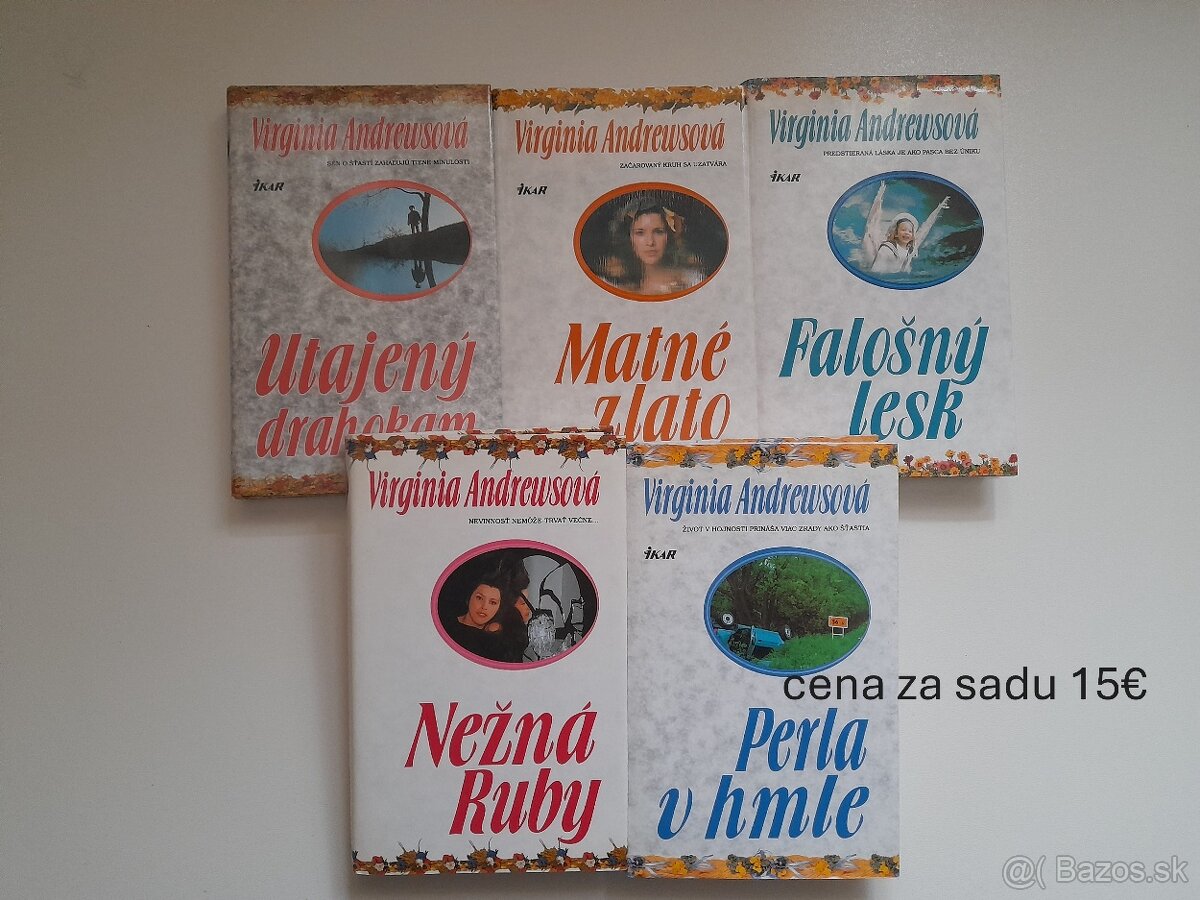 Virginia Andrewsová
SEN O ŠŤASTÍ ZAHAĽUJÚ TIENE MINULOSTI
IKAR
Utajený
drahokam
Virginia Andrewsová
ZAČAROVANÝ KRUH SA UZATVÁRA
IKAR
Matné
zlato
Virginia Andrewsová
PREDSTIERANÁ LÁSKA JE AKO PASCA BEZ ÚNIKU
IKAR
Falošný
lesk
Virginia Andrewsová
NEVINNOSŤ NEMÔŽE TRVAŤ VEČNE...
Nežná
Ruby
Virginia Andrewsová
ŽIVOT V HOJNOSTI PRINÁŠA VIAC ZRADY AKO ŠŤASTIA
IKAR
Perla
v hmle
cena za sadu 15€
@( Bazos.sk